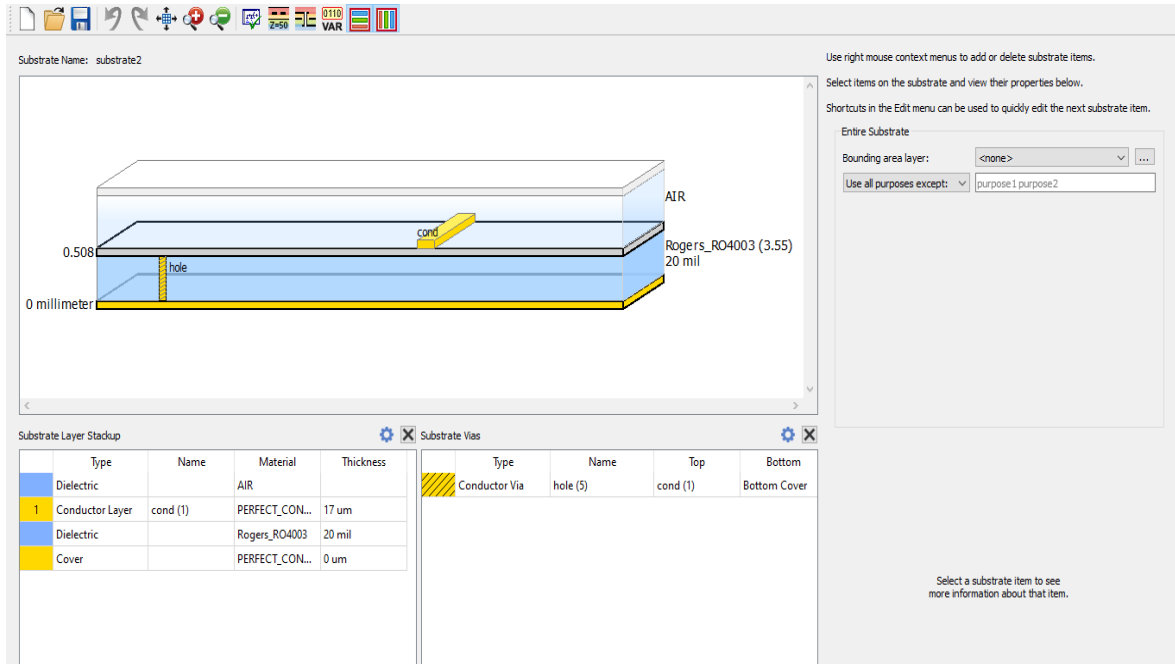 Z=50
0110
VAR
Substrate Name: substrate2
Use right mouse context menus to add or delete substrate items.
Select items on the substrate and view their properties below.
Shortcuts in the Edit menu can be used to quickly edit the next substrate item.
Entire Substrate
Bounding area layer: <none> ...
Use all purposes except: purpose1 purpose2
AIR
cond
0.508
Rogers_RO4003 (3.55)
20 mil
hole
0 millimeter
Substrate Layer Stackup
Type Name Material Thickness
Dielectric AIR
1 Conductor Layer cond (1) PERFECT_CON... 17 um
Dielectric Rogers_RO4003 20 mil
Cover PERFECT_CON... 0 um
Substrate Vias
Type Name Top Bottom
Conductor Via hole (5) cond (1) Bottom Cover
Select a substrate item to see
more information about that item.